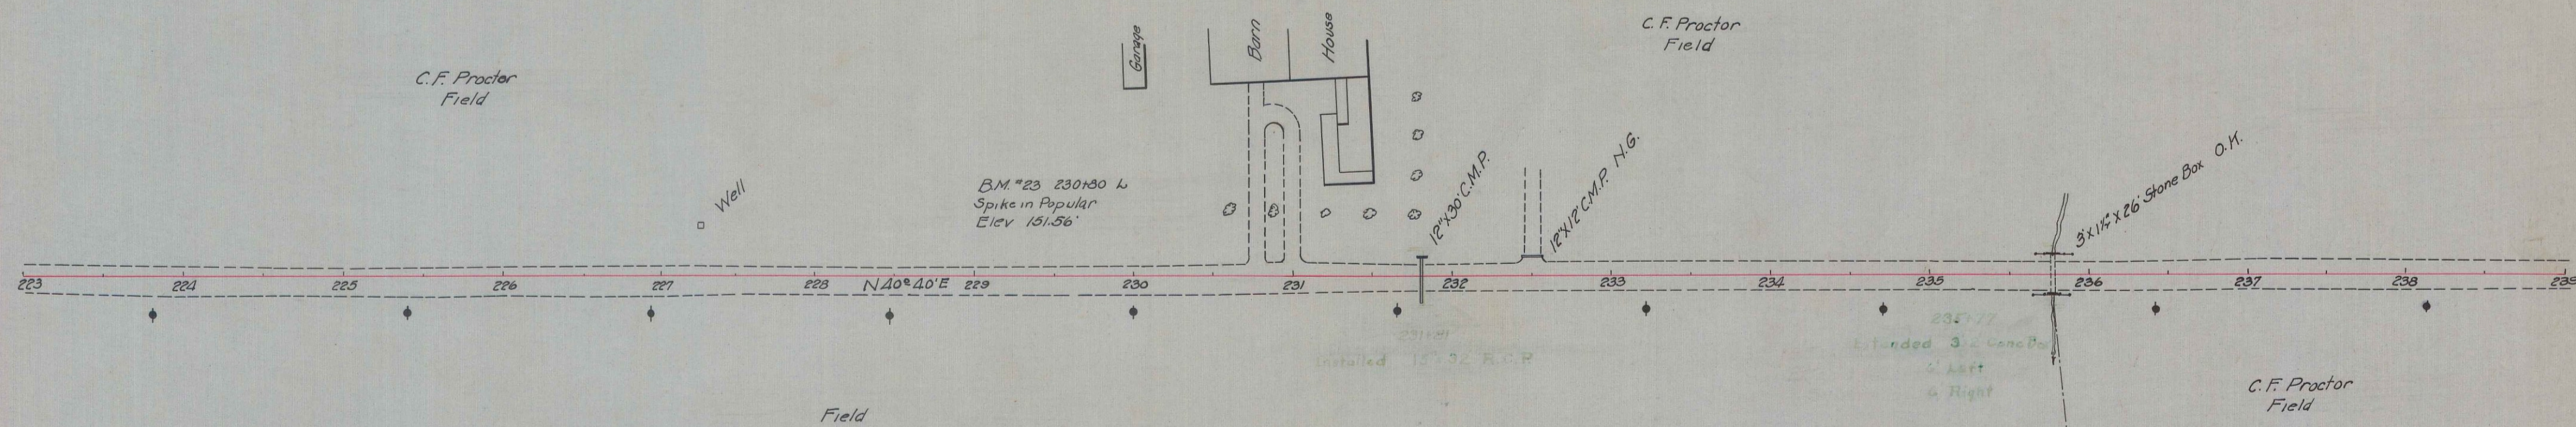 C.F. Proctor
Field
Garage
Barn
House
C.F. Proctor
Field
Well
B.M. #23 230+80 L
Spike in Popular
Elev 151.56'
12"X30' C.M.P.
12"X12' C.M.P. N.G.
3'x1½'x26' Stone Box O.K.
223 224 225 226 227 228 N40°40'E 229 230 231 232 233 234 235 236 237 238 239
231+81
Installed 15" 32 R.C.P.
235+77
Extended 3
6' Left
6 Right
Field
C.F. Proctor
Field